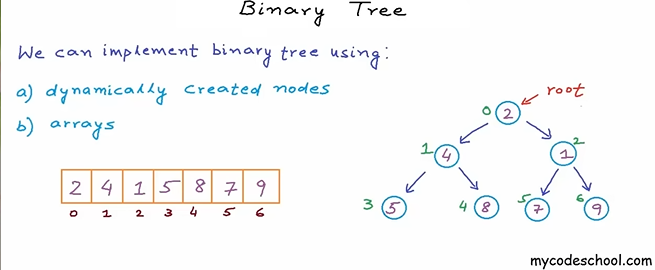 Binary Tree
We can implement binary tree using:
a) dynamically created nodes
b) arrays
root
0 2
1 4
1 2
2 4 1 5 8 7 9
0 1 2 3 4 5 6
3 5
4 8
5 7
6 9
mycodeschool.com